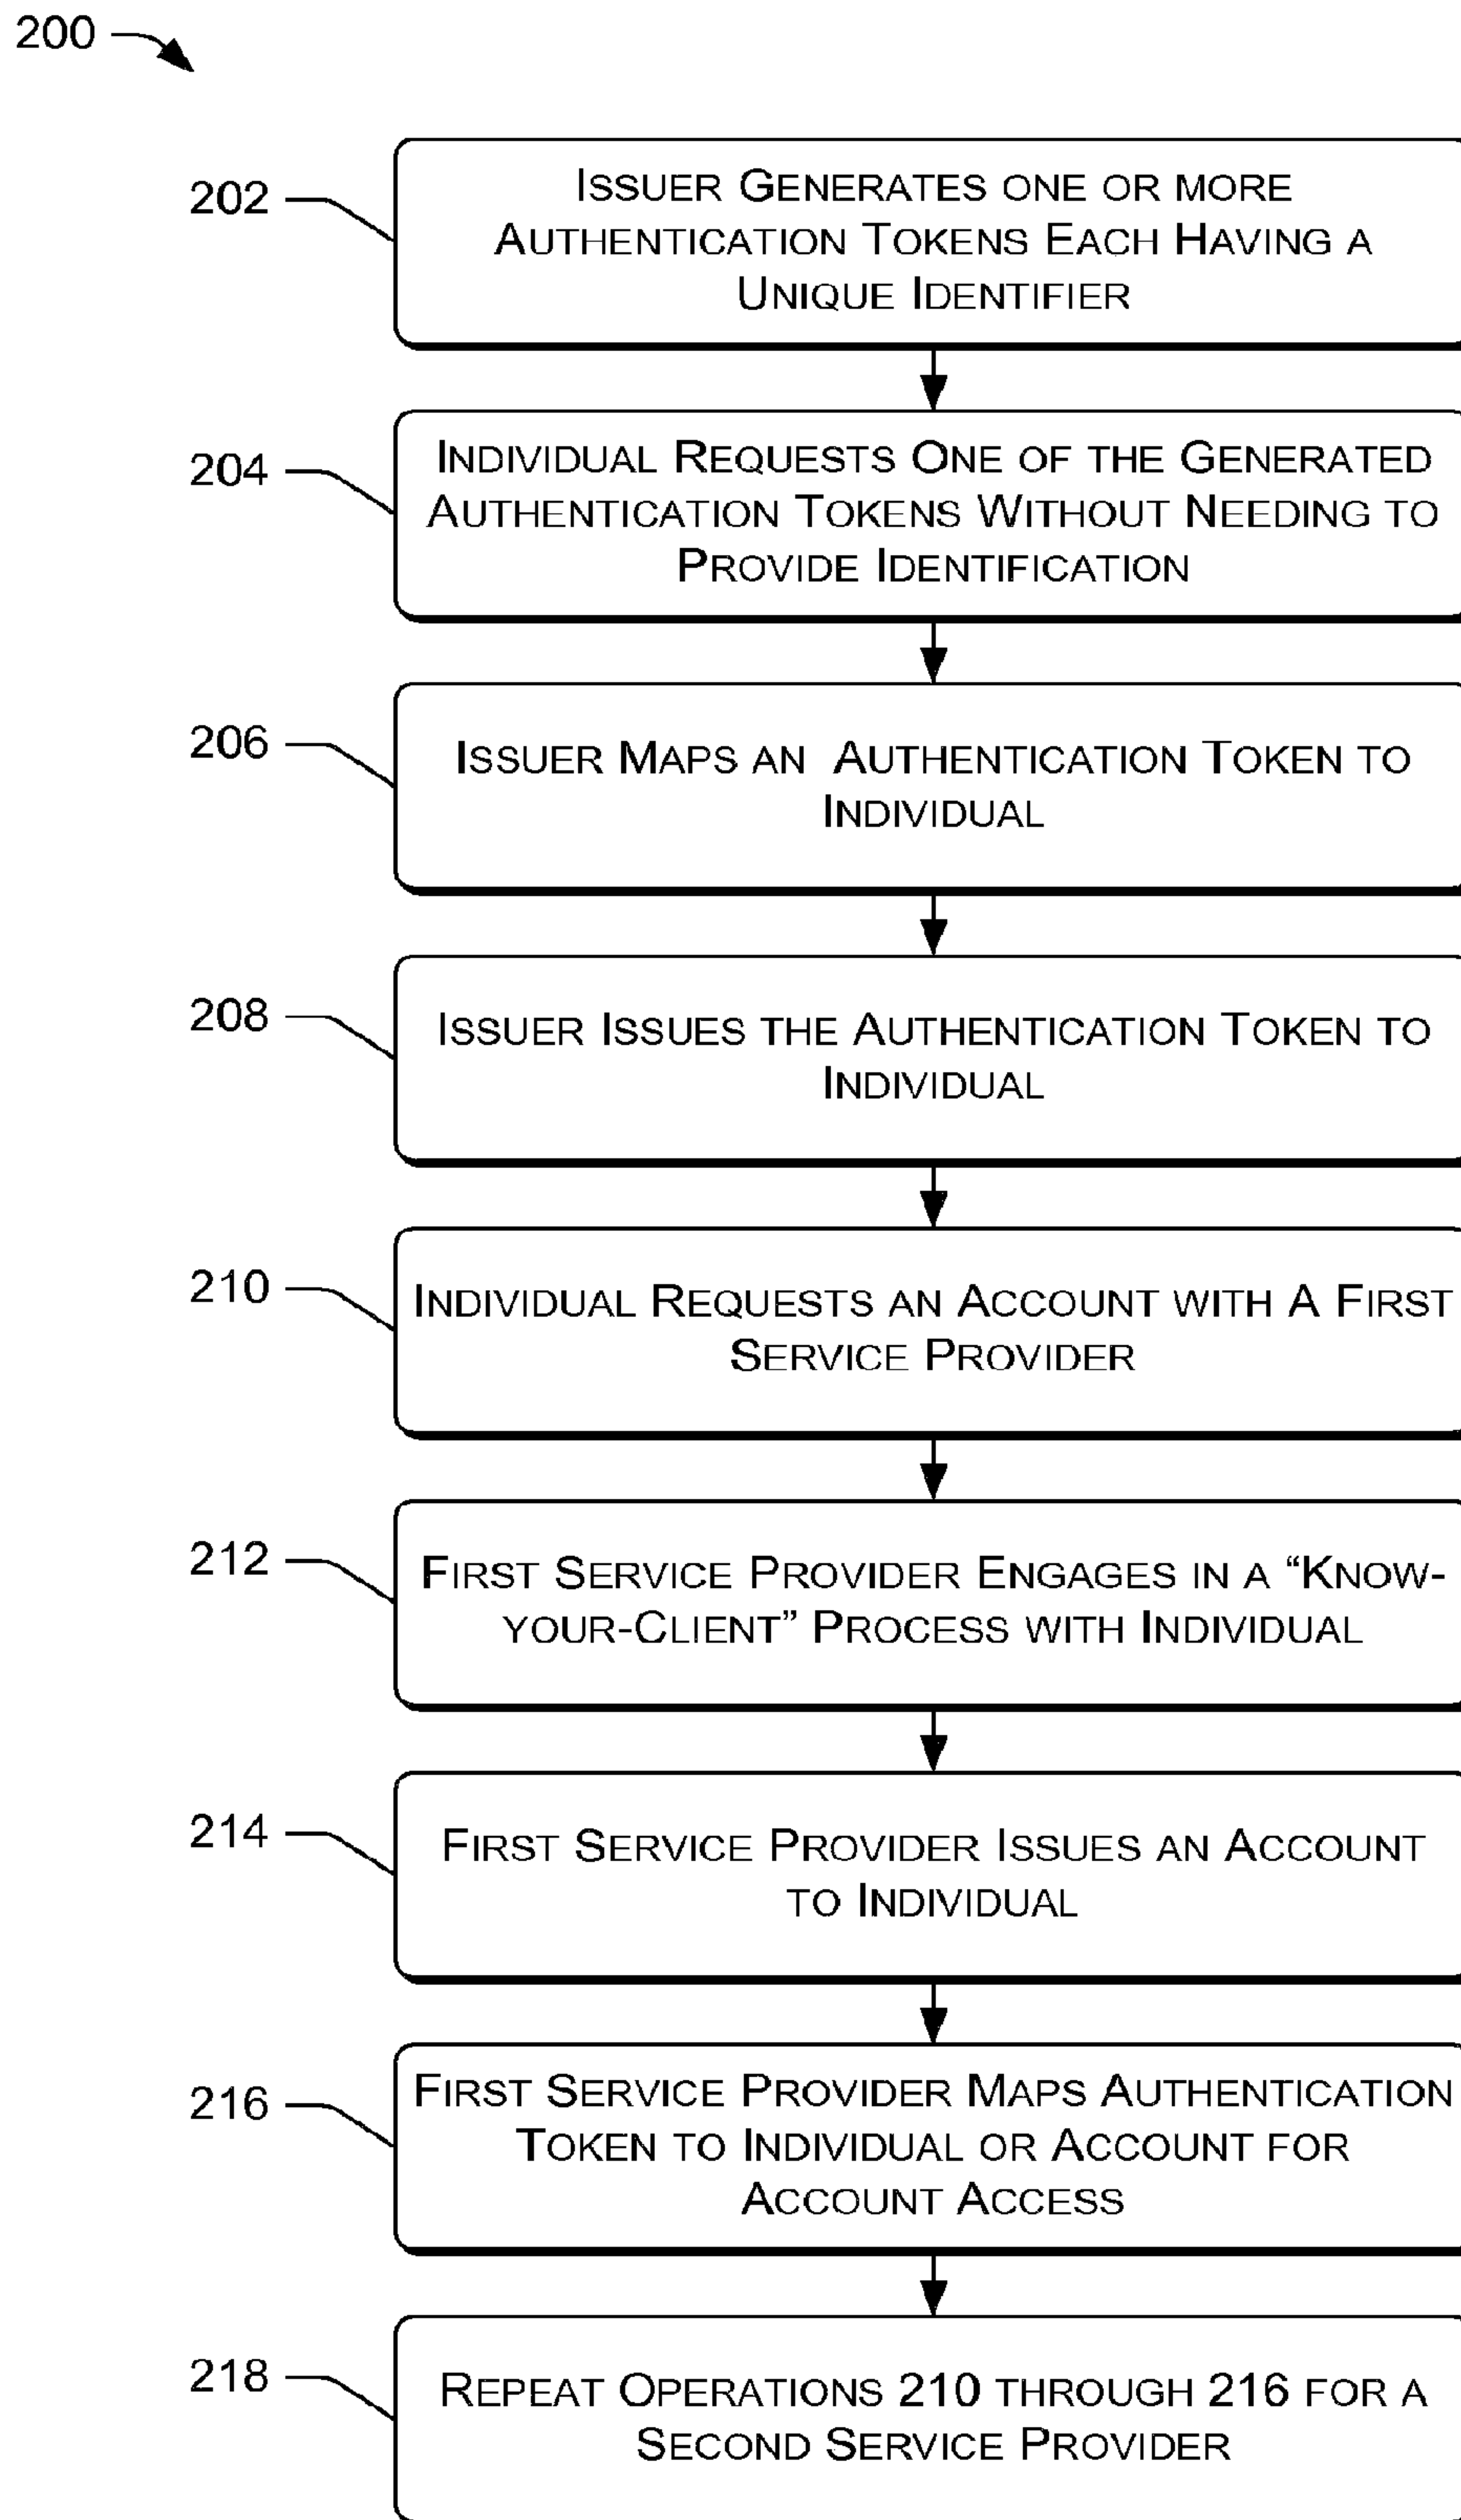 200
202
ISSUER GENERATES ONE OR MORE
AUTHENTICATION TOKENS EACH HAVING A
UNIQUE IDENTIFIER
204
INDIVIDUAL REQUESTS ONE OF THE GENERATED
AUTHENTICATION TOKENS WITHOUT NEEDING TO
PROVIDE IDENTIFICATION
206
ISSUER MAPS AN AUTHENTICATION TOKEN TO
INDIVIDUAL
208
ISSUER ISSUES THE AUTHENTICATION TOKEN TO
INDIVIDUAL
210
INDIVIDUAL REQUESTS AN ACCOUNT WITH A FIRST
SERVICE PROVIDER
212
FIRST SERVICE PROVIDER ENGAGES IN A “KNOW-
YOUR-CLIENT” PROCESS WITH INDIVIDUAL
214
FIRST SERVICE PROVIDER ISSUES AN ACCOUNT
TO INDIVIDUAL
216
FIRST SERVICE PROVIDER MAPS AUTHENTICATION
TOKEN TO INDIVIDUAL OR ACCOUNT FOR
ACCOUNT ACCESS
218
REPEAT OPERATIONS 210 THROUGH 216 FOR A
SECOND SERVICE PROVIDER